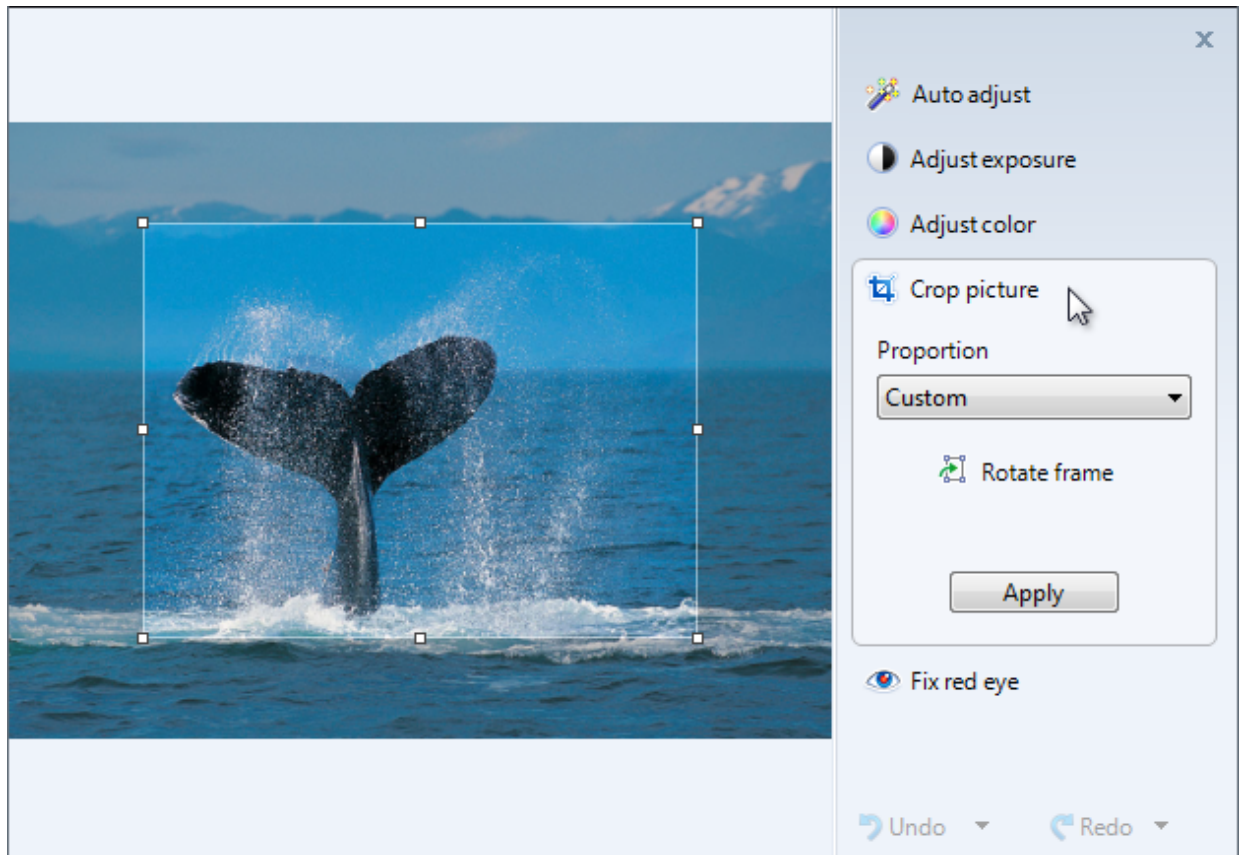 x
Auto adjust
Adjust exposure
Adjust color
Crop picture
Proportion
Custom
Rotate frame
Apply
Fix red eye
Undo Redo